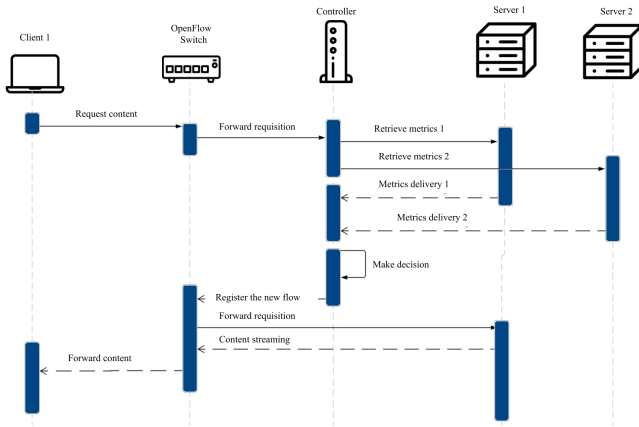 Client 1
OpenFlow
Switch
Controller
Server 1
Server 2
Request content
Forward requisition
Retrieve metrics 1
Retrieve metrics 2
Metrics delivery 1
Metrics delivery 2
Make decision
Register the new flow
Forward requisition
Content streaming
Forward content